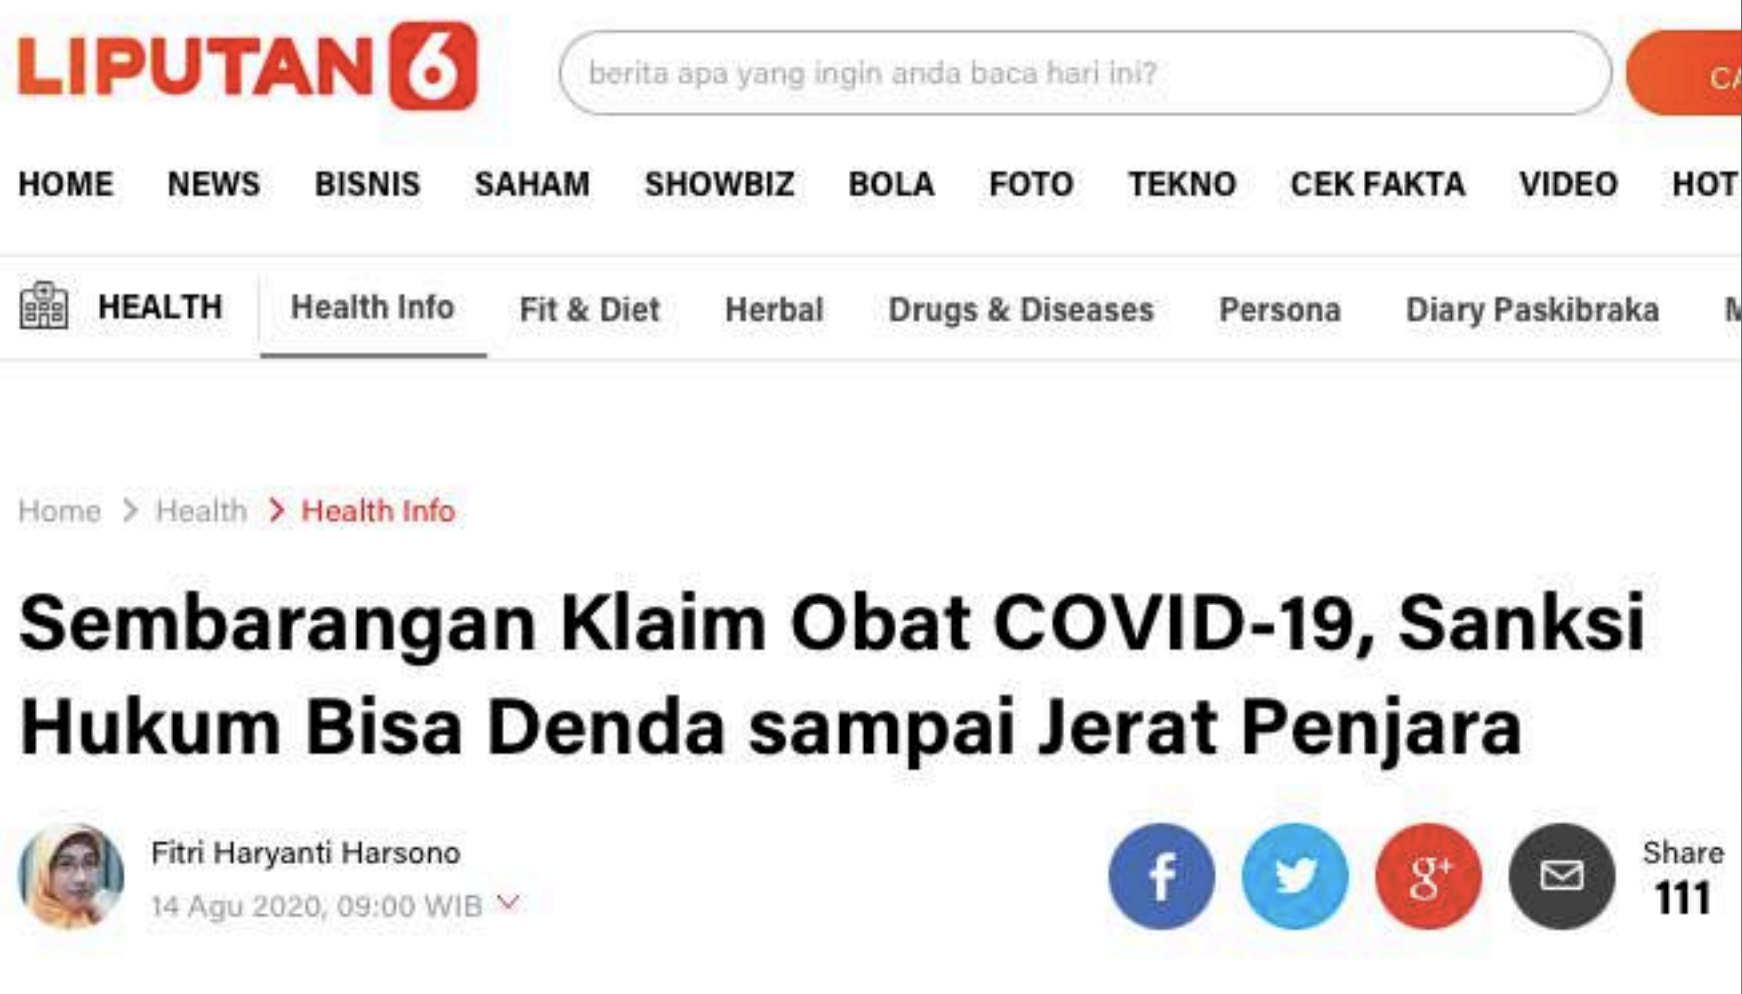 LIPUTAN 6
berita apa yang ingin anda baca hari ini?
HOME NEWS BISNIS SAHAM SHOWBIZ BOLA FOTO TEKNO CEK FAKTA VIDEO HOT
HEALTH Health Info Fit & Diet Herbal Drugs & Diseases Persona Diary Paskibraka
Home > Health > Health Info
Sembarangan Klaim Obat COVID-19, Sanksi
Hukum Bisa Denda sampai Jerat Penjara
Fitri Haryanti Harsono
14 Agu 2020, 09:00 WIB
f g+ Share
111